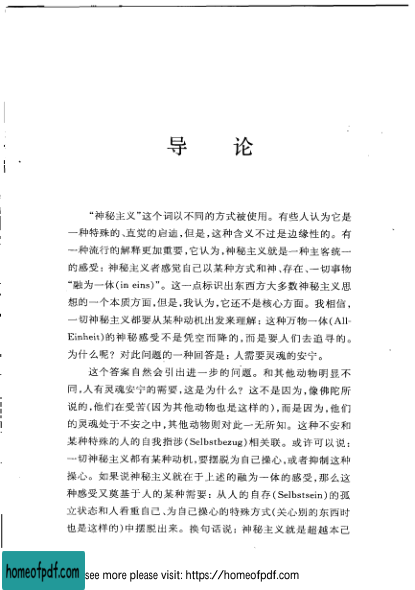 导 论
“神秘主义”这个词以不同的方式被使用。有些人认为它是
一种特殊的、直觉的启迪,但是,这种含义不过是边缘性的。有
一种流行的解释更加重要,它认为,神秘主义就是一种主客统一
的感受:神秘主义者感觉自己以某种方式和神、存在、一切事物
“融为一体(in eins)”。这一点标识出东西方大多数神秘主义思
想的一个本质方面,但是,我认为,它还不是核心方面。我相信,
一切神秘主义都要从某种动机出发来理解:这种万物一体(All-
Einheit)的神秘感受不是凭空而降的,而是要人们去追寻的。
为什么呢?对此问题的一种回答是:人需要灵魂的安宁。
这个答案自然会引出进一步的问题。和其他动物明显不
同,人有灵魂安宁的需要,这是为什么?这不是因为,像佛陀所
说的,他们在受苦(因为其他动物也是这样的),而是因为,他们
的灵魂处于不安之中,其他动物则对此一无所知。这种不安和
某种特殊的人的自我指涉(Selbstbezug)相关联。或许可以说:
一切神秘主义都有某种动机,要摆脱为自己操心,或者抑制这种
操心。如果说神秘主义就在于上述的融为一体的感受,那么这
种感受又奠基于人的某种需要:从人的自存(Selbstsein)的孤
立状态和人看重自己、为自己操心的特殊方式(关心别的东西时
也是这样的)中摆脱出来。换句话说:神秘主义就是超越本己
homeofpdf.com
see more please visit: https://homeofpdf.com